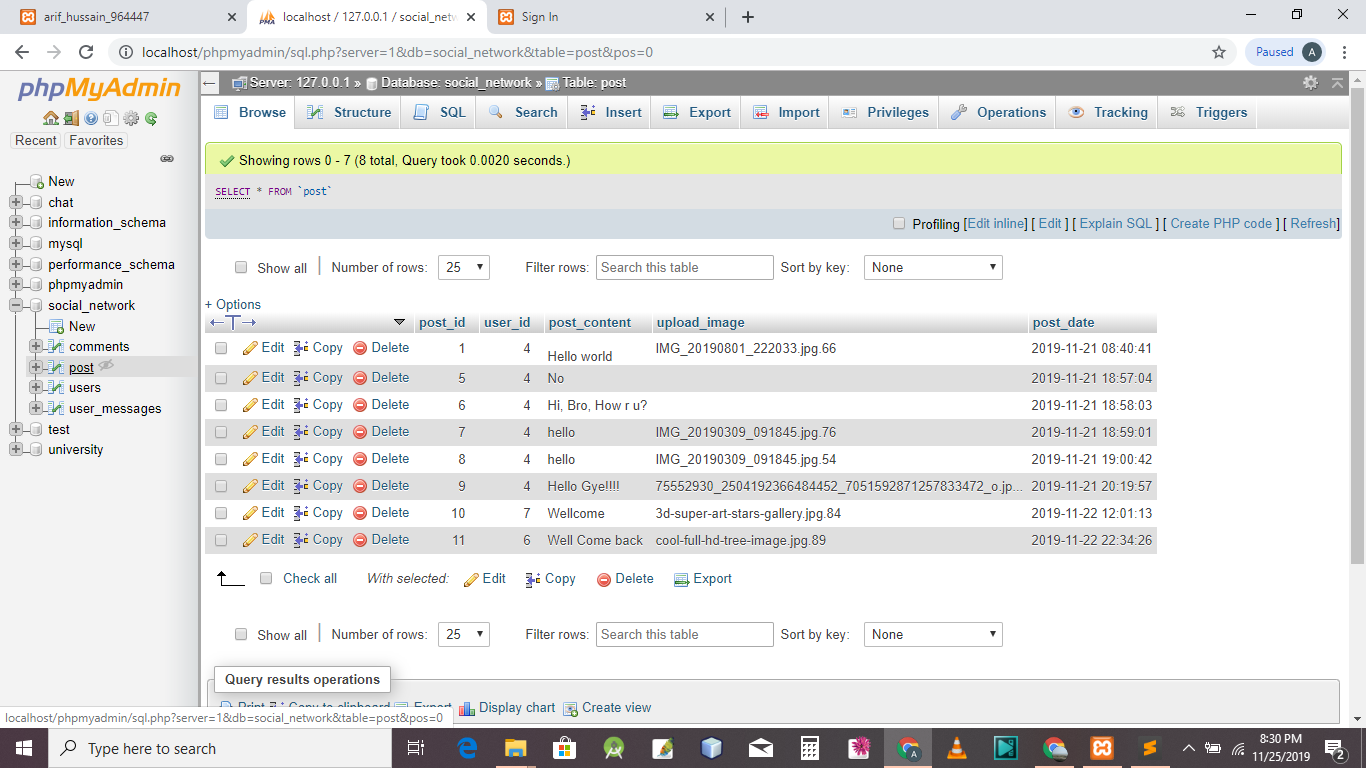 arif_hussain_964447
localhost / 127.0.0.1 / social_netw
Sign In
localhost/phpmyadmin/sql.php?server=1&db=social_network&table=post&pos=0
Paused
A
phpMyAdmin
Recent Favorites
New
chat
information_schema
mysql
performance_schema
phpmyadmin
social_network
New
comments
post
users
user_messages
test
university
Server: 127.0.0.1 » Database: social_network » Table: post
Browse Structure SQL Search Insert Export Import Privileges Operations Tracking Triggers
Showing rows 0 - 7 (8 total, Query took 0.0020 seconds.)
SELECT * FROM `post`
Profiling [Edit inline] [ Edit ] [ Explain SQL ] [ Create PHP code ] [ Refresh]
Show all Number of rows: 25 Filter rows: Search this table Sort by key: None
+ Options
post_id user_id post_content upload_image post_date
Edit Copy Delete 1 4 Hello world IMG_20190801_222033.jpg.66 2019-11-21 08:40:41
Edit Copy Delete 5 4 No 2019-11-21 18:57:04
Edit Copy Delete 6 4 Hi, Bro, How r u? 2019-11-21 18:58:03
Edit Copy Delete 7 4 hello IMG_20190309_091845.jpg.76 2019-11-21 18:59:01
Edit Copy Delete 8 4 hello IMG_20190309_091845.jpg.54 2019-11-21 19:00:42
Edit Copy Delete 9 4 Hello Gye!!!! 75552930_2504192366484452_7051592871257833472_o.jp... 2019-11-21 20:19:57
Edit Copy Delete 10 7 Wellcome 3d-super-art-stars-gallery.jpg.84 2019-11-22 12:01:13
Edit Copy Delete 11 6 Well Come back cool-full-hd-tree-image.jpg.89 2019-11-22 22:34:26
Check all With selected: Edit Copy Delete Export
Show all Number of rows: 25 Filter rows: Search this table Sort by key: None
Query results operations
Print Copy to clipboard Export Display chart Create view
localhost/phpmyadmin/sql.php?server=1&db=social_network&table=post&pos=0
Type here to search
8:30 PM
11/25/2019
2